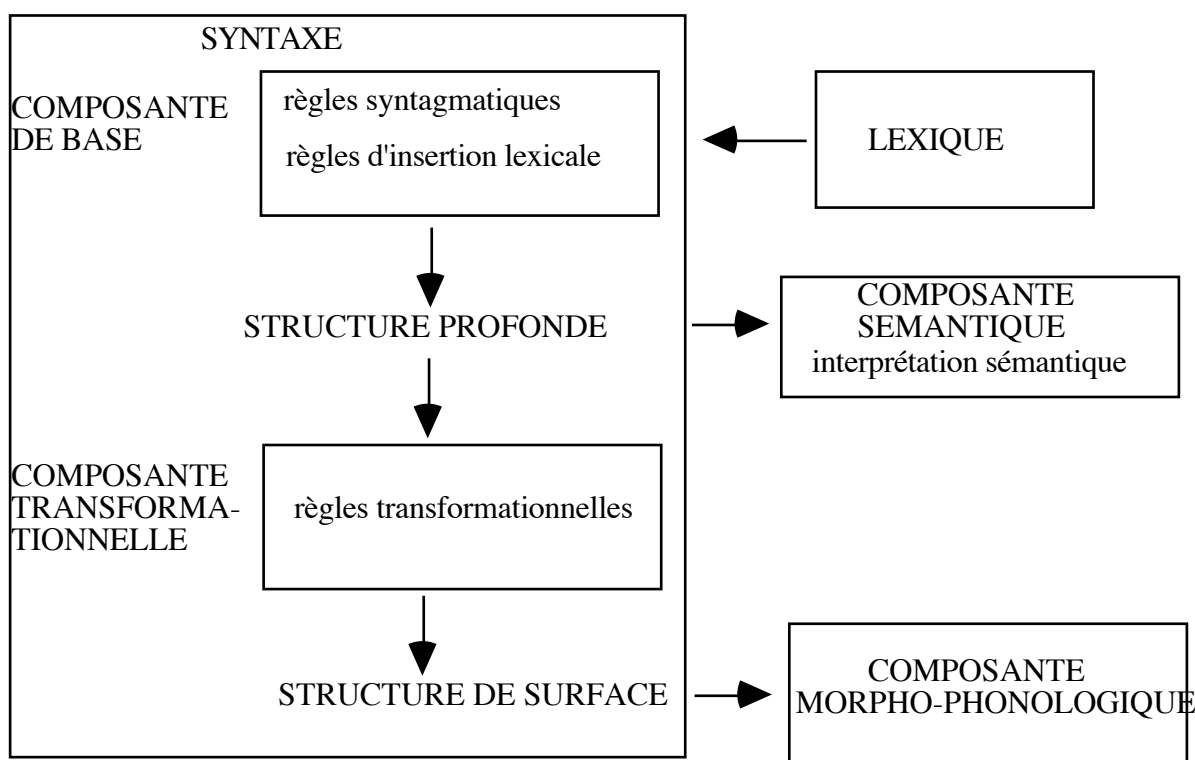 SYNTAXE
COMPOSANTE
DE BASE
règles syntagmatiques
règles d'insertion lexicale
LEXIQUE
STRUCTURE PROFONDE
COMPOSANTE
SEMANTIQUE
interprétation sémantique
COMPOSANTE
TRANSFORMA-
TIONNELLE
règles transformationnelles
STRUCTURE DE SURFACE
COMPOSANTE
MORPHO-PHONOLOGIQUE